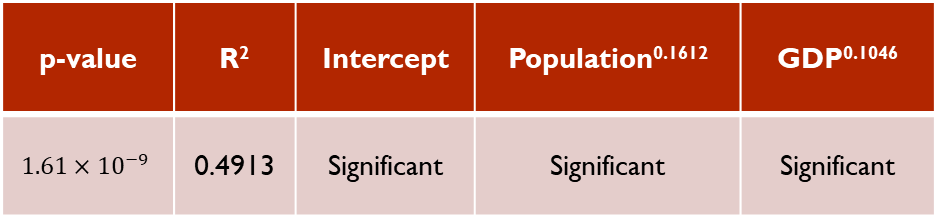 p-value R² Intercept Population⁰·¹⁶¹² GDP⁰·¹⁰⁴⁶
1.61 × 10⁻⁹ 0.4913 Significant Significant Significant